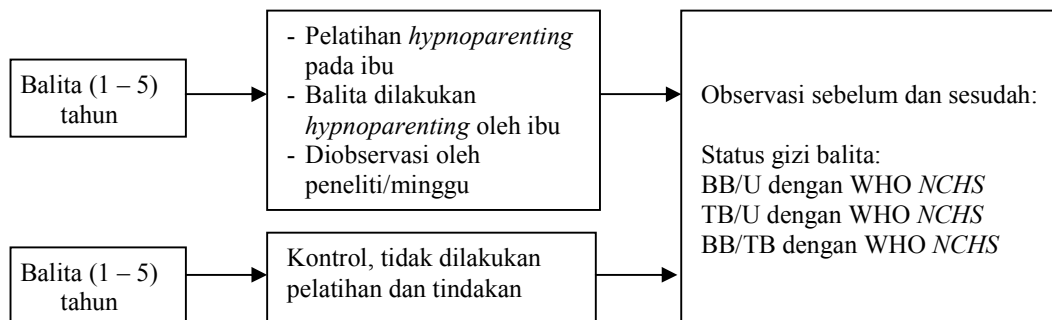 Balita (1 – 5)
tahun
- Pelatihan hypnoparenting
pada ibu
- Balita dilakukan
hypnoparenting oleh ibu
- Diobservasi oleh
peneliti/minggu
Observasi sebelum dan sesudah:
Status gizi balita:
BB/U dengan WHO NCHS
TB/U dengan WHO NCHS
BB/TB dengan WHO NCHS
Balita (1 – 5)
tahun
Kontrol, tidak dilakukan
pelatihan dan tindakan